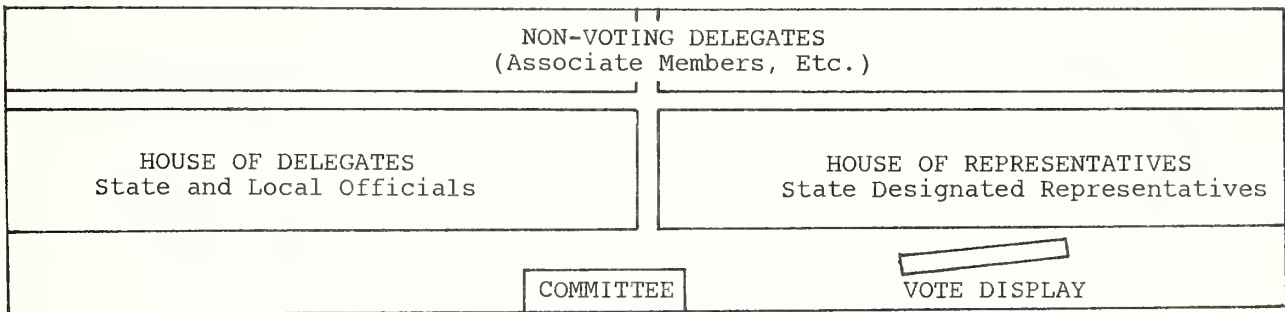 NON-VOTING DELEGATES
(Associate Members, Etc.)
HOUSE OF DELEGATES
State and Local Officials
HOUSE OF REPRESENTATIVES
State Designated Representatives
COMMITTEE
VOTE DISPLAY